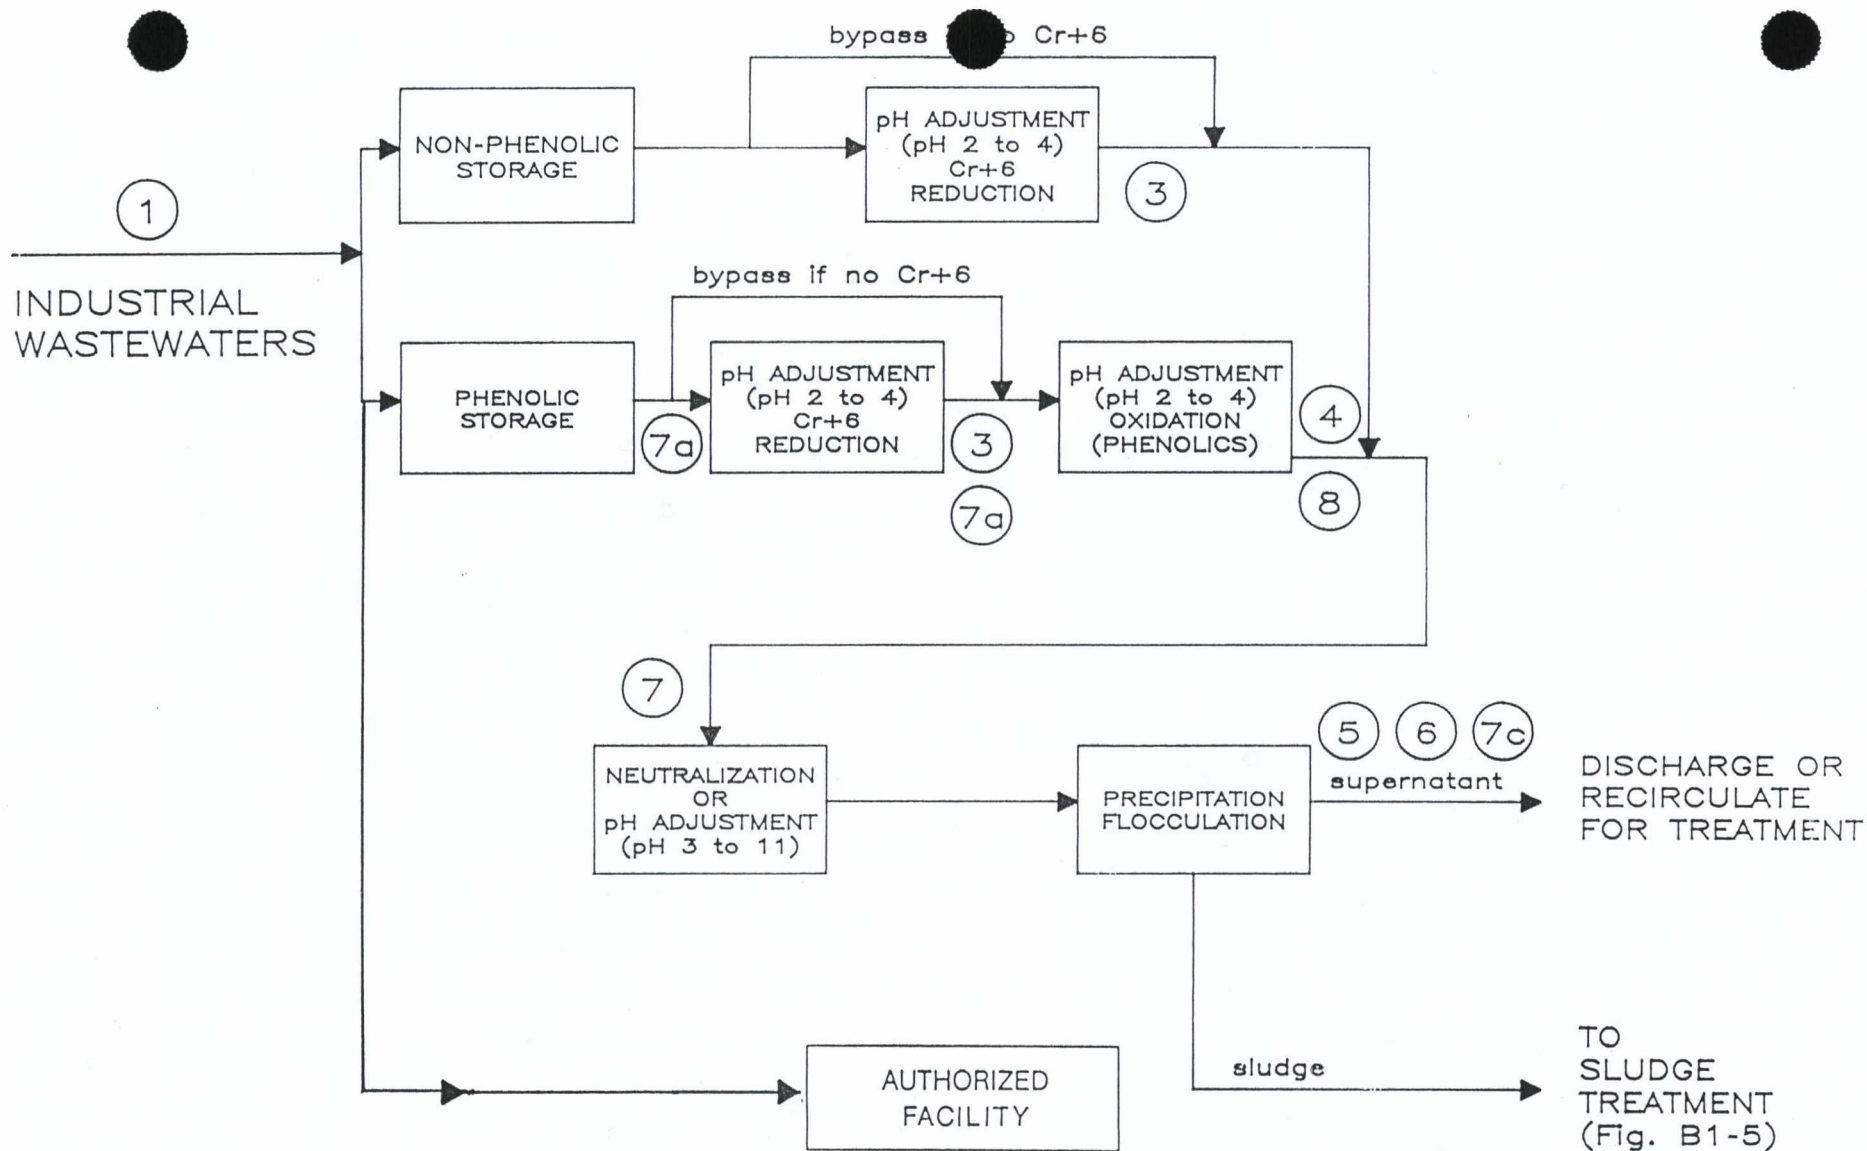 bypass Cr+6
NON-PHENOLIC
STORAGE
pH ADJUSTMENT
(pH 2 to 4)
Cr+6
REDUCTION
1
3
INDUSTRIAL
WASTEWATERS
bypass if no Cr+6
PHENOLIC
STORAGE
7a
pH ADJUSTMENT
(pH 2 to 4)
Cr+6
REDUCTION
3
7a
pH ADJUSTMENT
(pH 2 to 4)
OXIDATION
(PHENOLICS)
4
8
7
NEUTRALIZATION
OR
pH ADJUSTMENT
(pH 3 to 11)
PRECIPITATION
FLOCCULATION
5 6 7c
supernatant
DISCHARGE OR
RECIRCULATE
FOR TREATMENT
AUTHORIZED
FACILITY
sludge
TO
SLUDGE
TREATMENT
(Fig. B1-5)